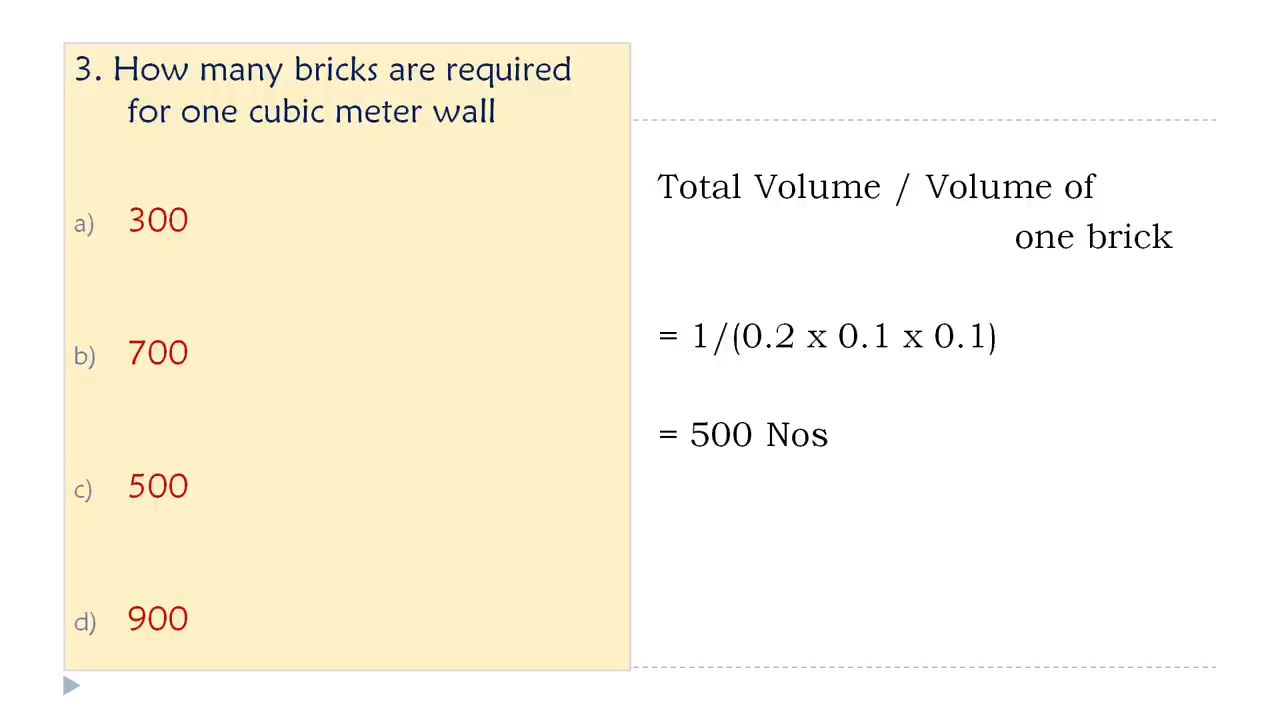 3. How many bricks are required
for one cubic meter wall
a) 300
b) 700
c) 500
d) 900
Total Volume / Volume of
one brick
= 1/(0.2 x 0.1 x 0.1)
= 500 Nos